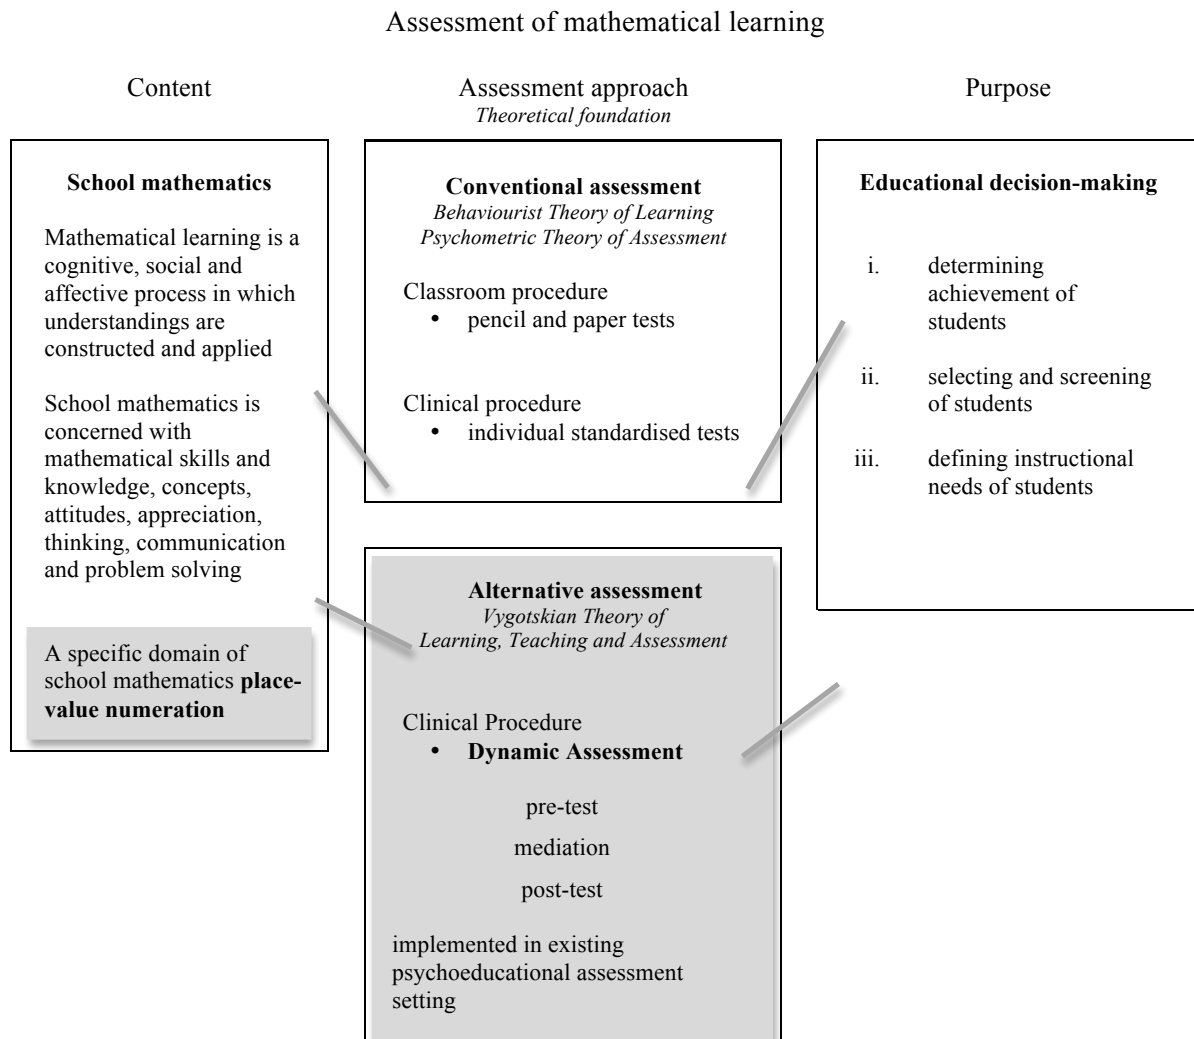 Assessment of mathematical learning
Content
Assessment approach
Theoretical foundation
Purpose
School mathematics
Mathematical learning is a
cognitive, social and
affective process in which
understandings are
constructed and applied
School mathematics is
concerned with
mathematical skills and
knowledge, concepts,
attitudes, appreciation,
thinking, communication
and problem solving
A specific domain of
school mathematics place-
value numeration
Conventional assessment
Behaviourist Theory of Learning
Psychometric Theory of Assessment
Classroom procedure
• pencil and paper tests
Clinical procedure
• individual standardised tests
Alternative assessment
Vygotskian Theory of
Learning, Teaching and Assessment
Clinical Procedure
• Dynamic Assessment
pre-test
mediation
post-test
implemented in existing
psychoeducational assessment
setting
Educational decision-making
i. determining
achievement of
students
ii. selecting and screening
of students
iii. defining instructional
needs of students